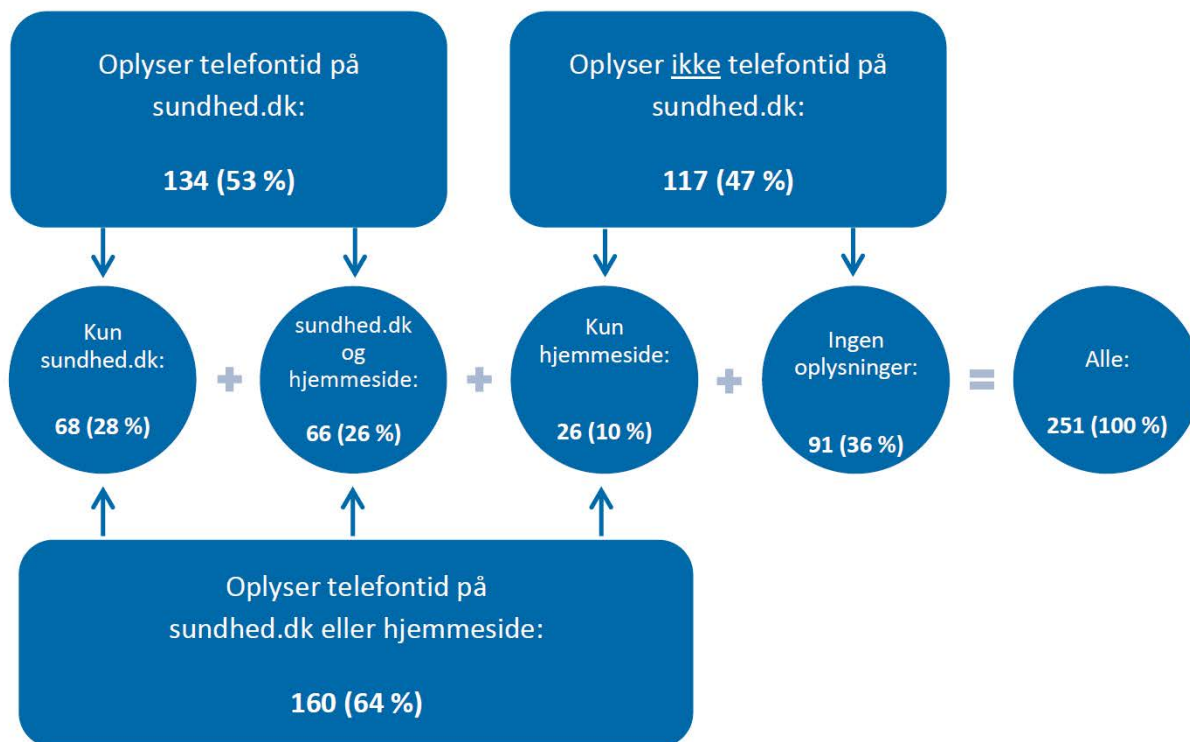 Oplyser telefontid på
sundhed.dk:
134 (53 %)
Oplyser ikke telefontid på
sundhed.dk:
117 (47 %)
Kun
sundhed.dk:
68 (28 %)
+
sundhed.dk
og
hjemmeside:
66 (26 %)
+
Kun
hjemmeside:
26 (10 %)
+
Ingen
oplysninger:
91 (36 %)
=
Alle:
251 (100 %)
Oplyser telefontid på
sundhed.dk eller hjemmeside:
160 (64 %)